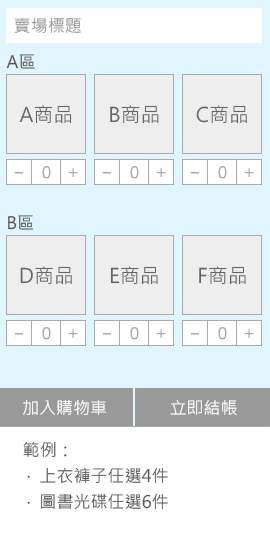 賣場標題
A區
A商品 B商品 C商品
− 0 + − 0 + − 0 +
B區
D商品 E商品 F商品
− 0 + − 0 + − 0 +
加入購物車 立即結帳
範例：
· 上衣褲子任選4件
· 圖書光碟任選6件